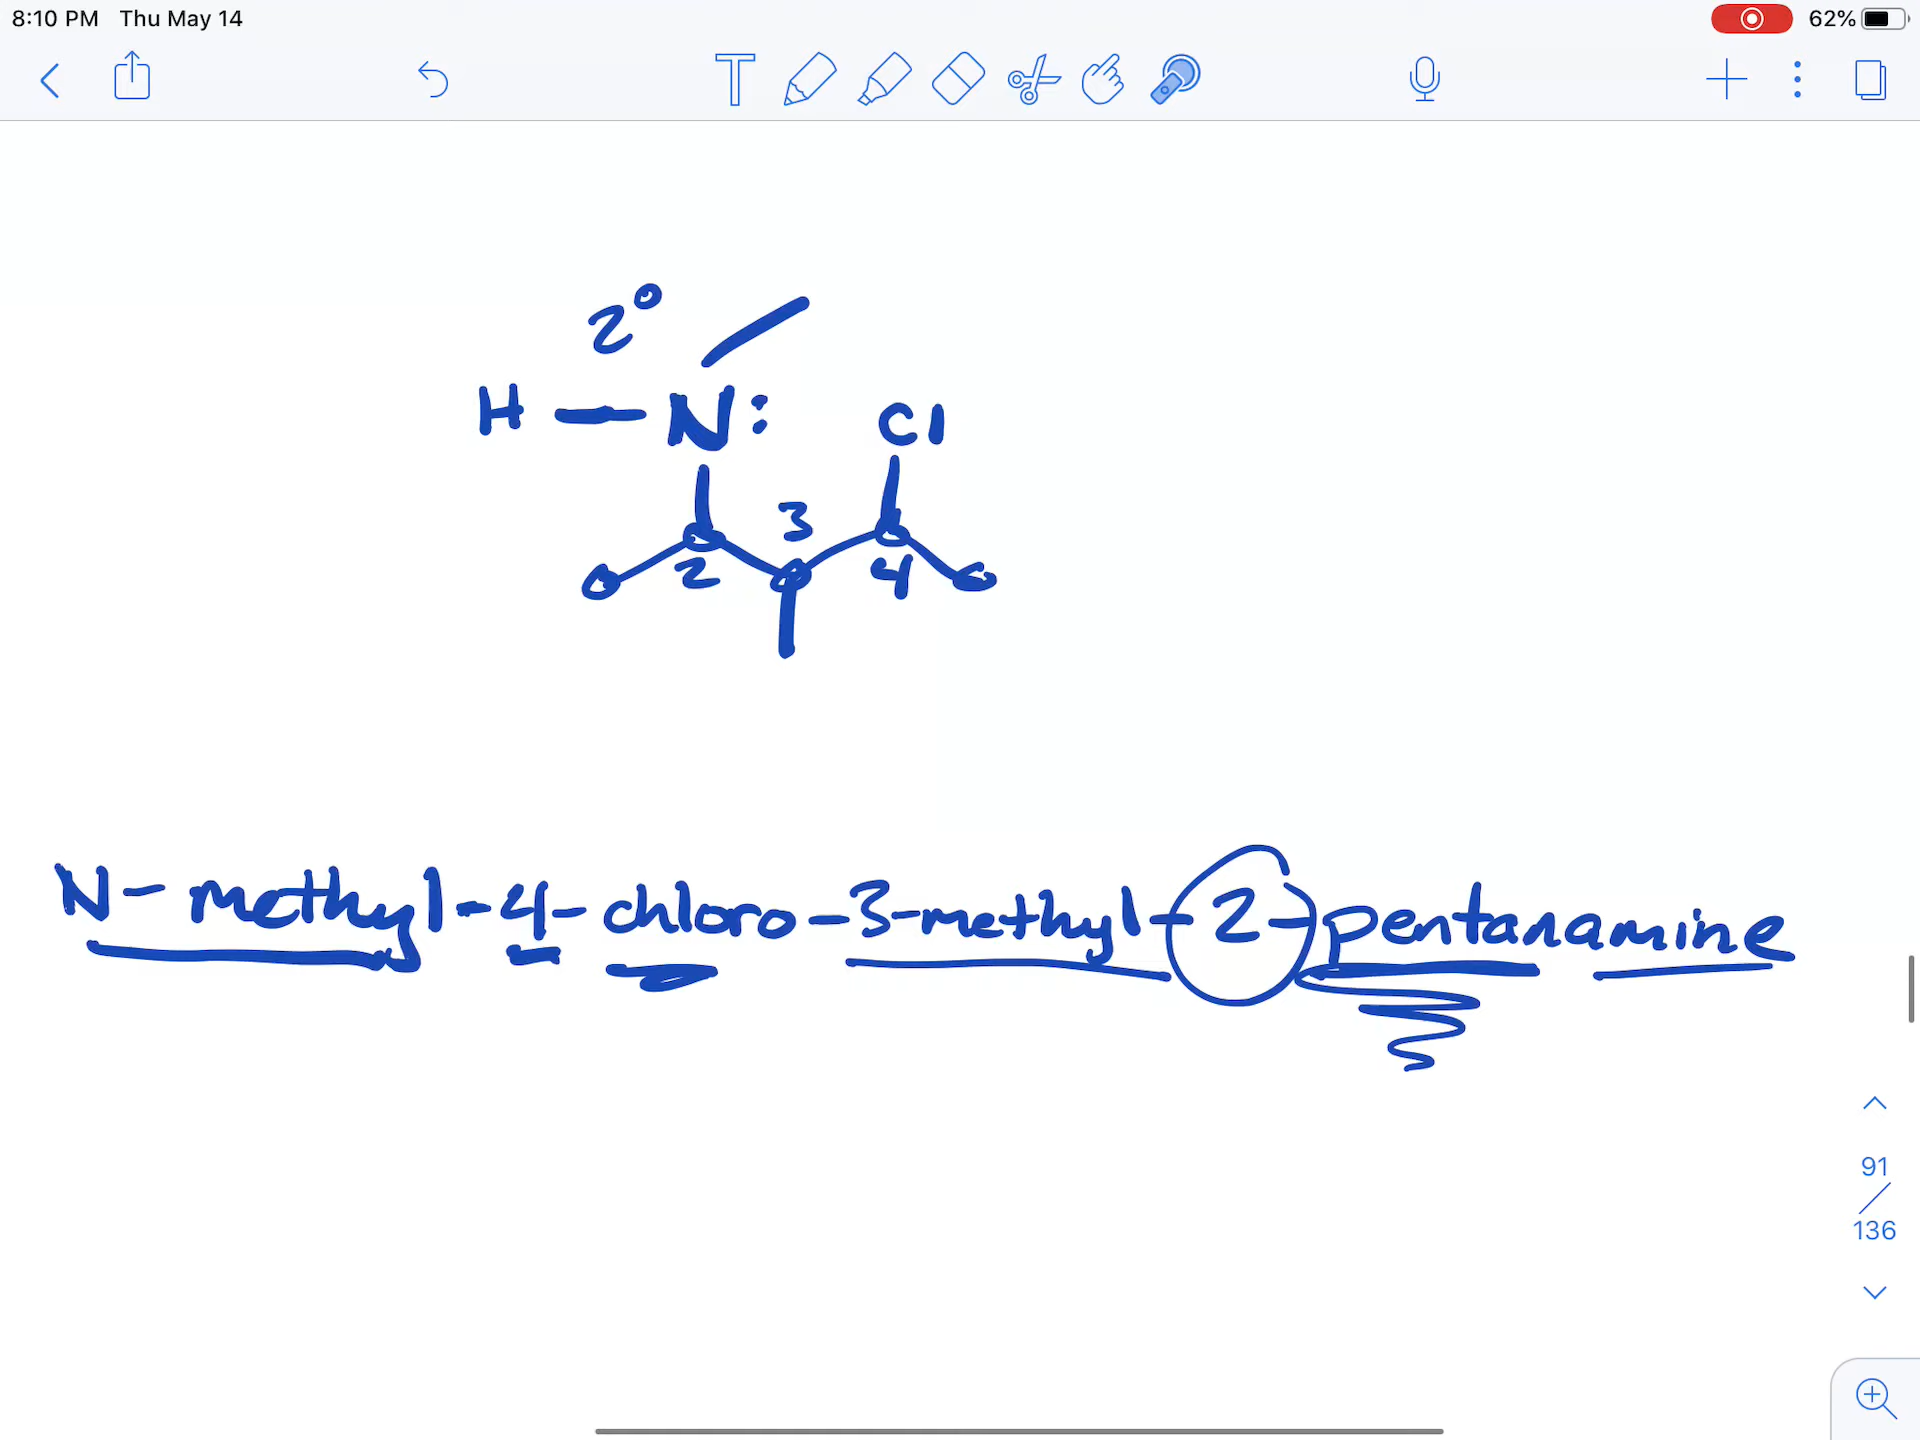 8:10 PM Thu May 14
62%
T
2°
H — N:
Cl
3
2
4
N-methyl-4-chloro-3-methyl-2-pentanamine
91
/
136